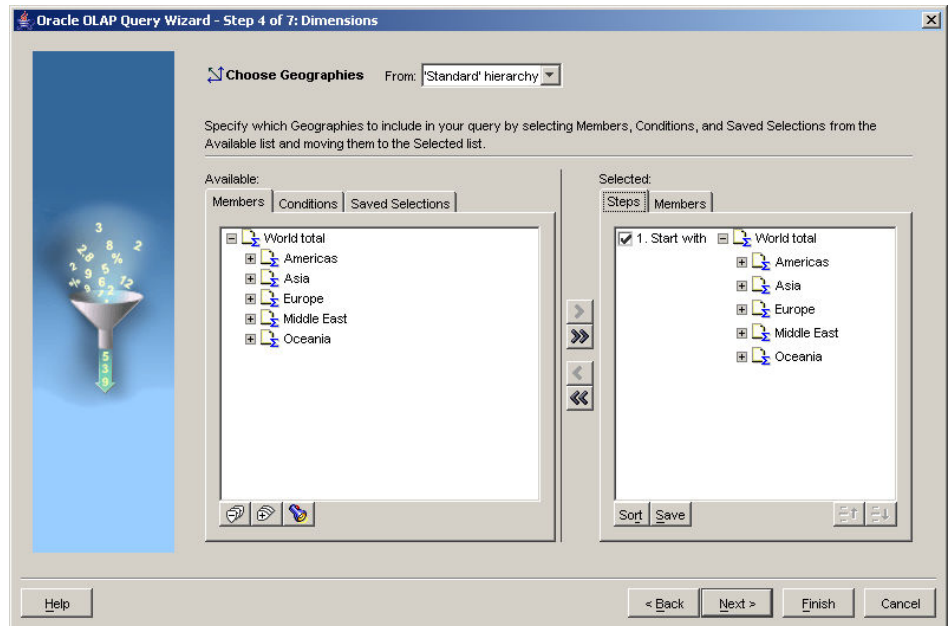 Oracle OLAP Query Wizard - Step 4 of 7: Dimensions
Choose Geographies From: 'Standard' hierarchy
Specify which Geographies to include in your query by selecting Members, Conditions, and Saved Selections from the
Available list and moving them to the Selected list.
Available:
Members Conditions Saved Selections
World total
Americas
Asia
Europe
Middle East
Oceania
Selected:
Steps Members
1. Start with World total
Americas
Asia
Europe
Middle East
Oceania
Sort Save
Help < Back Next > Finish Cancel